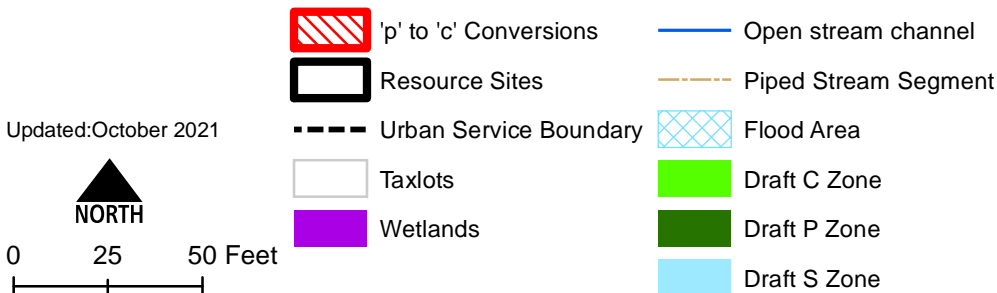 Updated:October 2021
NORTH
0 25 50 Feet
'p' to 'c' Conversions
Resource Sites
Urban Service Boundary
Taxlots
Wetlands
Open stream channel
Piped Stream Segment
Flood Area
Draft C Zone
Draft P Zone
Draft S Zone